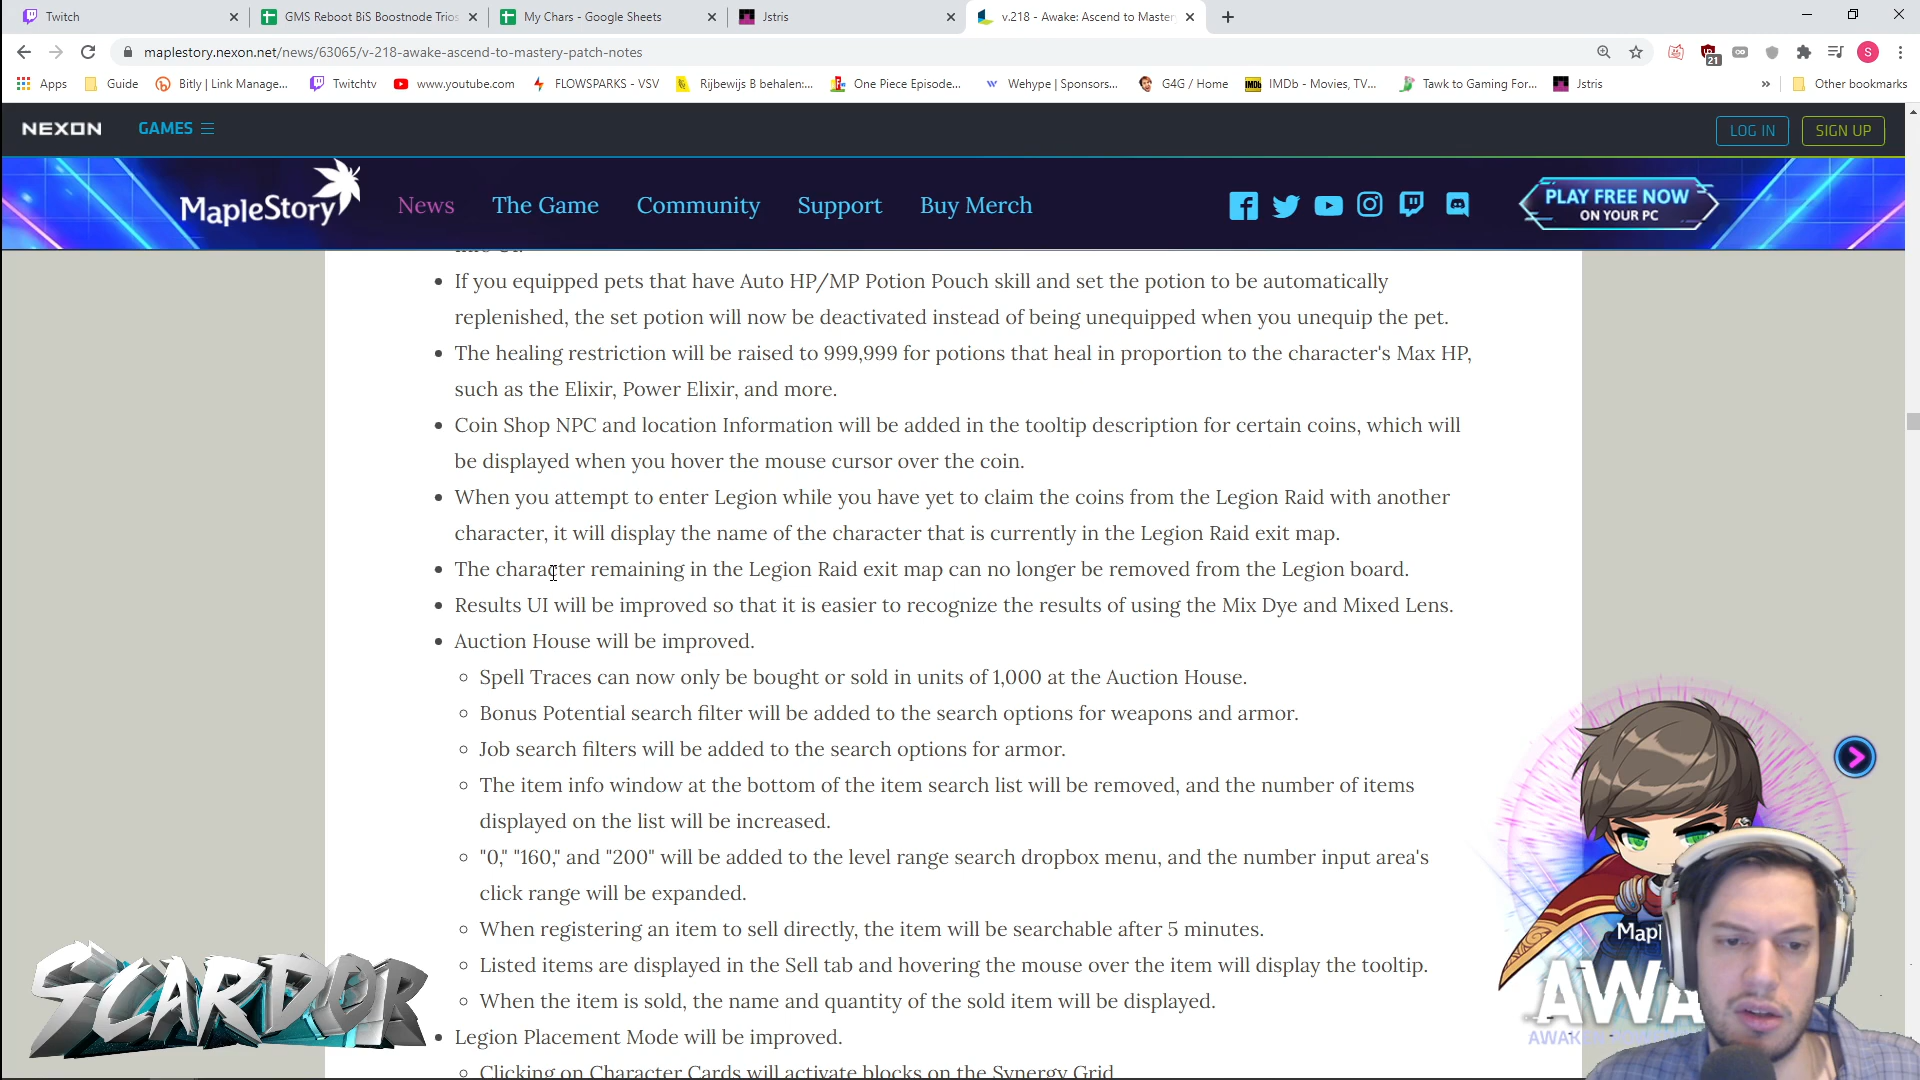 Twitch
GMS Reboot BiS Boostnode Trios
My Chars - Google Sheets
Jstris
v.218 - Awake: Ascend to Master
maplestory.nexon.net/news/63065/v-218-awake-ascend-to-mastery-patch-notes
21
S
Apps
Guide
Bitly | Link Manage...
Twitchtv
www.youtube.com
FLOWSPARKS - VSV
Rijbewijs B behalen:...
One Piece Episode...
Wehype | Sponsors...
G4G / Home
IMDb - Movies, TV...
Tawk to Gaming For...
Jstris
Other bookmarks
NEXON
GAMES
LOG IN
SIGN UP
MapleStory
News
The Game
Community
Support
Buy Merch
PLAY FREE NOW
ON YOUR PC
If you equipped pets that have Auto HP/MP Potion Pouch skill and set the potion to be automatically
replenished, the set potion will now be deactivated instead of being unequipped when you unequip the pet.
The healing restriction will be raised to 999,999 for potions that heal in proportion to the character's Max HP,
such as the Elixir, Power Elixir, and more.
Coin Shop NPC and location Information will be added in the tooltip description for certain coins, which will
be displayed when you hover the mouse cursor over the coin.
When you attempt to enter Legion while you have yet to claim the coins from the Legion Raid with another
character, it will display the name of the character that is currently in the Legion Raid exit map.
The character remaining in the Legion Raid exit map can no longer be removed from the Legion board.
Results UI will be improved so that it is easier to recognize the results of using the Mix Dye and Mixed Lens.
Auction House will be improved.
Spell Traces can now only be bought or sold in units of 1,000 at the Auction House.
Bonus Potential search filter will be added to the search options for weapons and armor.
Job search filters will be added to the search options for armor.
The item info window at the bottom of the item search list will be removed, and the number of items
displayed on the list will be increased.
"0," "160," and "200" will be added to the level range search dropbox menu, and the number input area's
click range will be expanded.
When registering an item to sell directly, the item will be searchable after 5 minutes.
Listed items are displayed in the Sell tab and hovering the mouse over the item will display the tooltip.
When the item is sold, the name and quantity of the sold item will be displayed.
Legion Placement Mode will be improved.
Clicking on Character Cards will activate blocks on the Synergy Grid
SCARDOR
Mapl
AWA
AWAKE